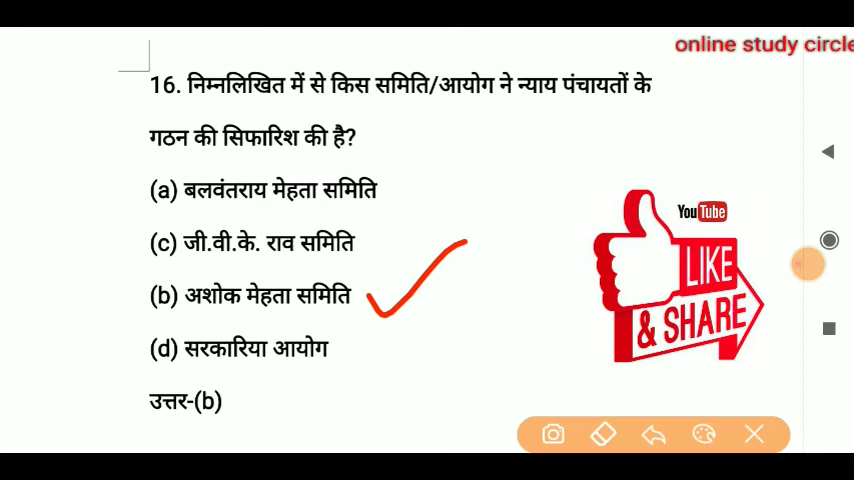 online study circle
16. निम्नलिखित में से किस समिति/आयोग ने न्याय पंचायतों के
गठन की सिफारिश की है?
(a) बलवंतराय मेहता समिति
(c) जी.वी.के. राव समिति
(b) अशोक मेहता समिति
(d) सरकारिया आयोग
उत्तर-(b)
YouTube
LIKE
& SHARE